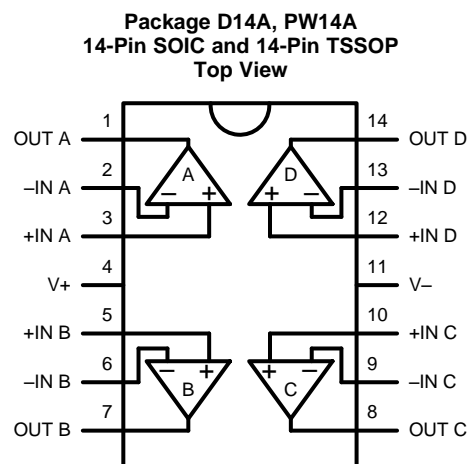 Package D14A, PW14A
14-Pin SOIC and 14-Pin TSSOP
Top View
1 14
OUT A OUT D
2 A D 13
–IN A – + + – –IN D
3 12
+IN A +IN D
4 11
V+ V–
5 10
+IN B +IN C
6 – + + – 9
–IN B B C –IN C
7 8
OUT B OUT C